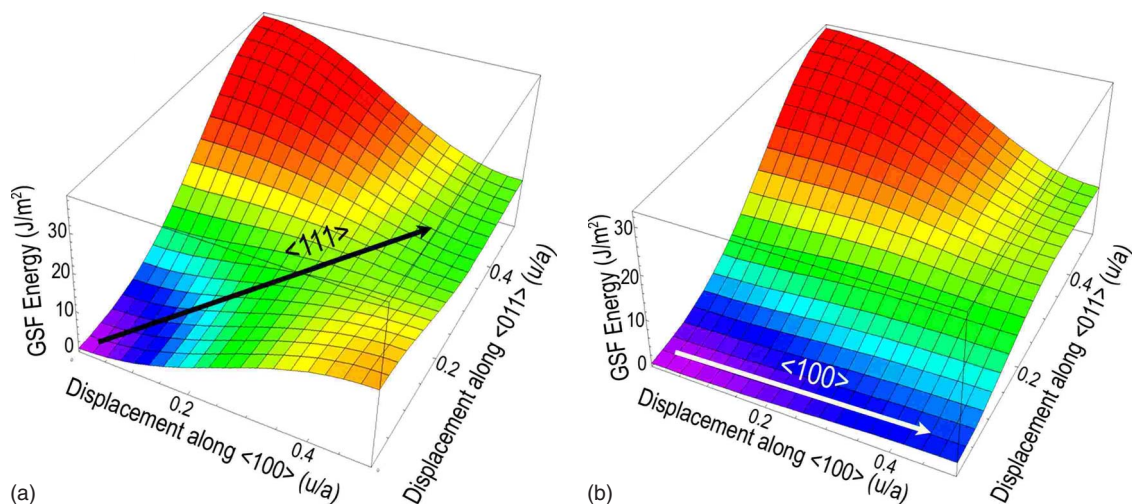 GSF Energy (J/m²)
30
20
10
0
<111>
0.2
0.4
Displacement along <100> (u/a)
0.2
0.4
Displacement along <011> (u/a)
(a)
GSF Energy (J/m²)
30
20
10
0
<100>
0.2
0.4
Displacement along <100> (u/a)
0.2
0.4
Displacement along <011> (u/a)
(b)